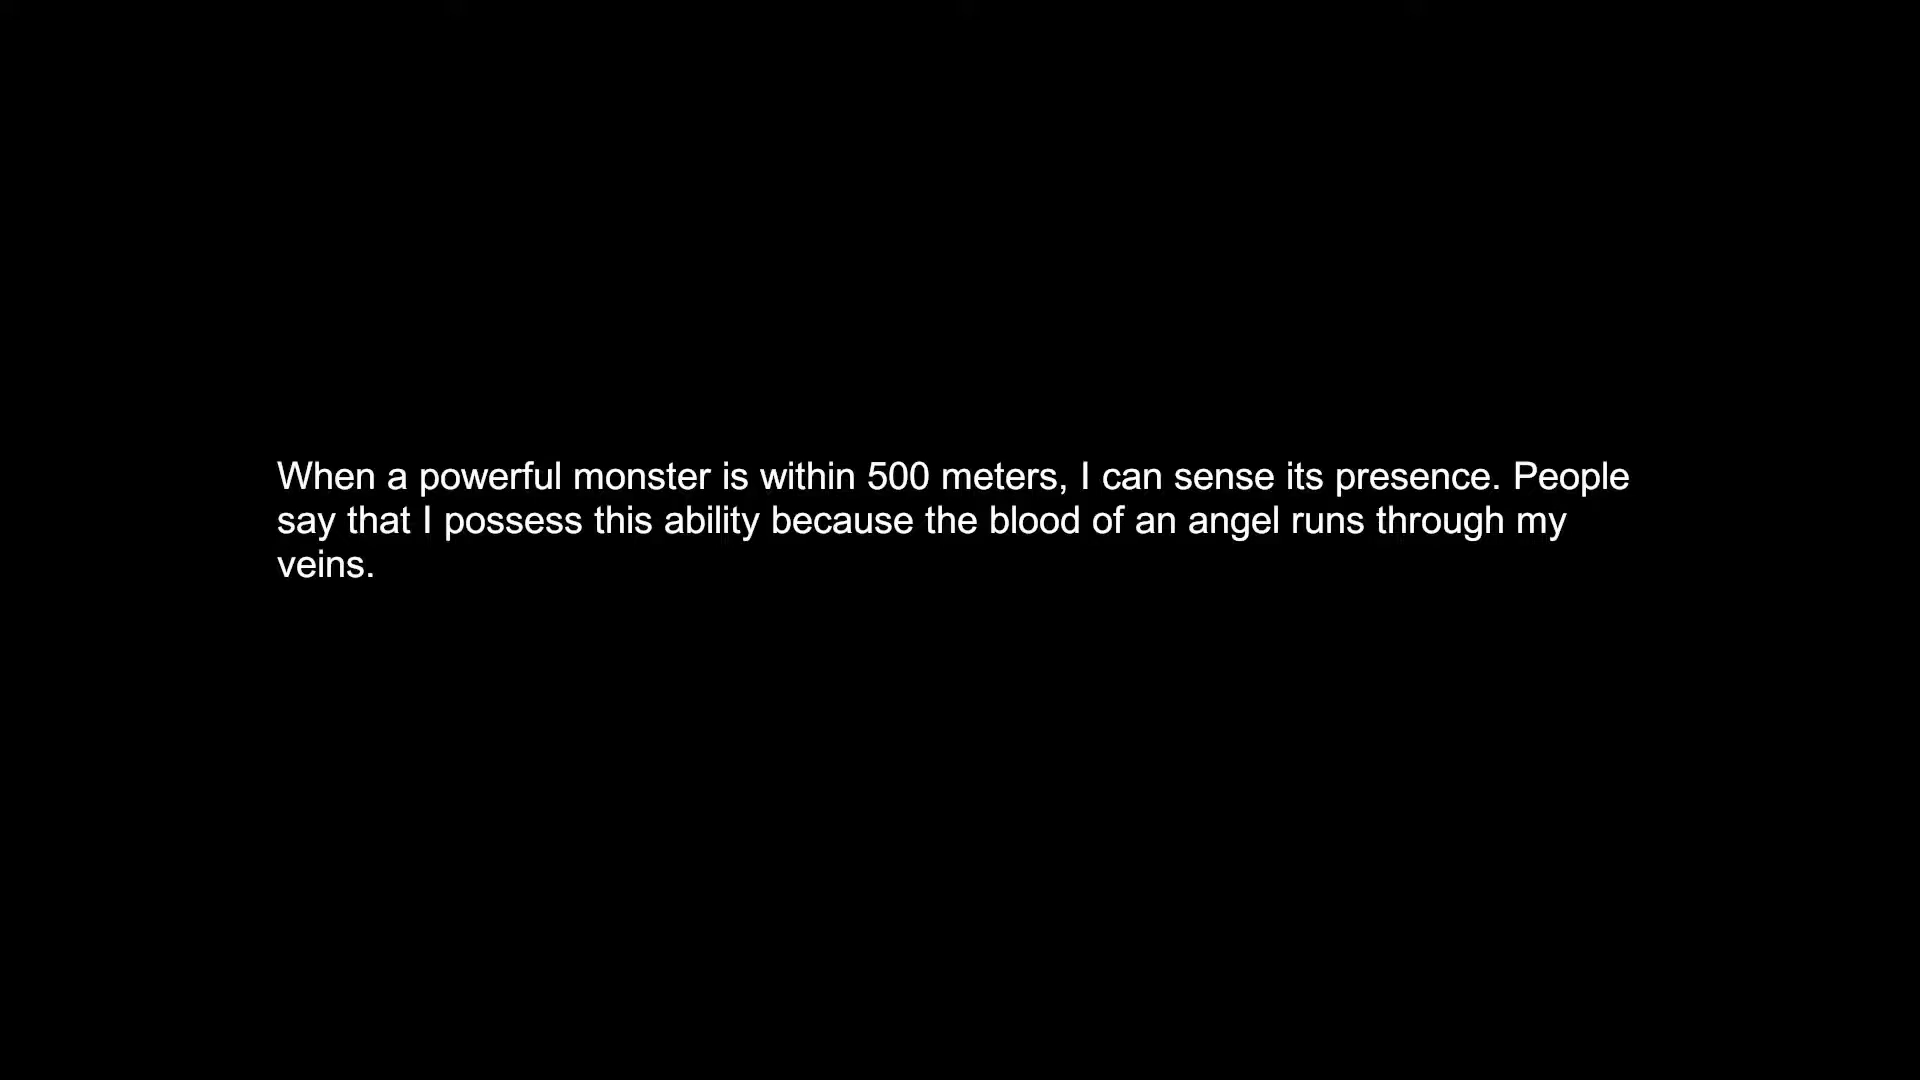 When a powerful monster is within 500 meters, I can sense its presence. People
say that I possess this ability because the blood of an angel runs through my
veins.